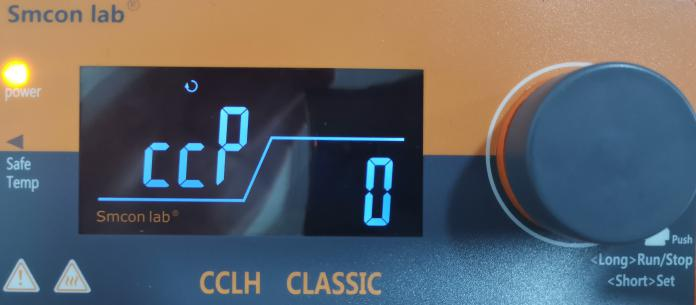 Smcon lab®
power
Safe
Temp
ccP
0
Smcon lab®
Push
<Long>Run/Stop
<Short>Set
CCLH CLASSIC